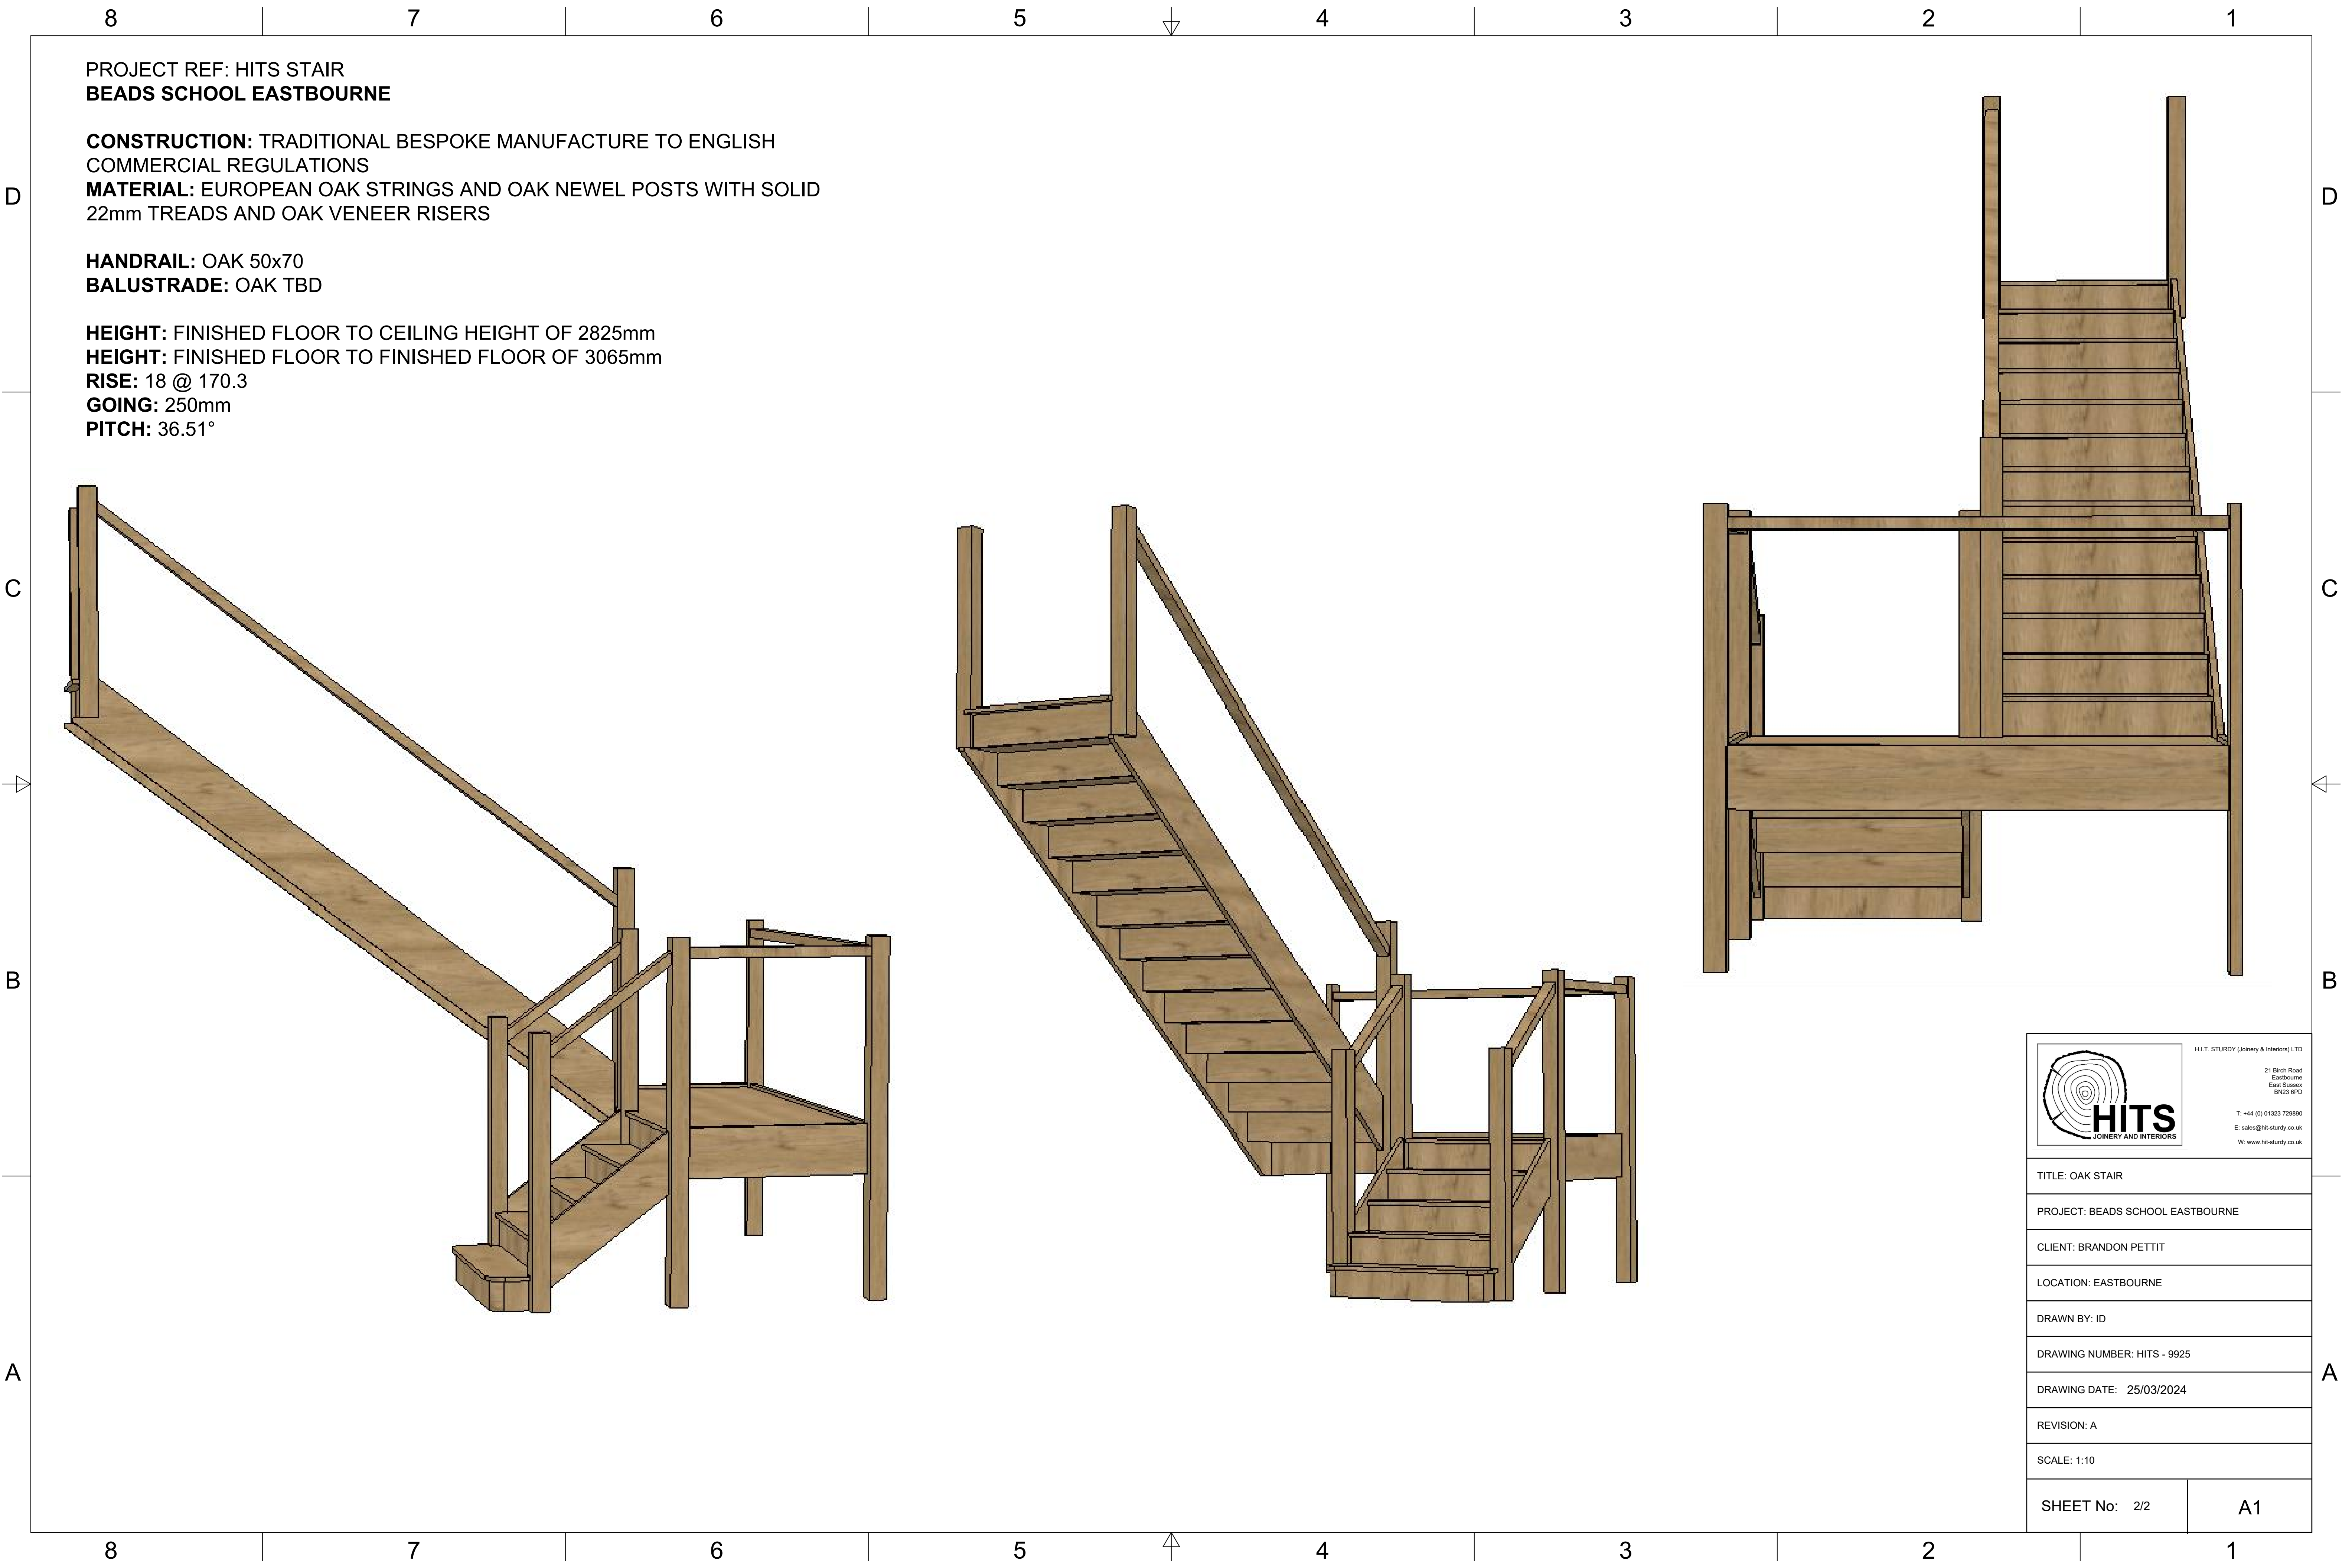 8 7 6 5 4 3 2 1
PROJECT REF: HITS STAIR
BEADS SCHOOL EASTBOURNE
CONSTRUCTION: TRADITIONAL BESPOKE MANUFACTURE TO ENGLISH
COMMERCIAL REGULATIONS
MATERIAL: EUROPEAN OAK STRINGS AND OAK NEWEL POSTS WITH SOLID
22mm TREADS AND OAK VENEER RISERS
HANDRAIL: OAK 50x70
BALUSTRADE: OAK TBD
HEIGHT: FINISHED FLOOR TO CEILING HEIGHT OF 2825mm
HEIGHT: FINISHED FLOOR TO FINISHED FLOOR OF 3065mm
RISE: 18 @ 170.3
GOING: 250mm
PITCH: 36.51°
D D
C C
B B
A A
H.I.T. STURDY (Joinery & Interiors) LTD
21 Birch Road
Eastbourne
East Sussex
BN23 6PD
T: +44 (0) 01323 729890
E: sales@hit-sturdy.co.uk
W: www.hit-sturdy.co.uk
HITS
JOINERY AND INTERIORS
TITLE: OAK STAIR
PROJECT: BEADS SCHOOL EASTBOURNE
CLIENT: BRANDON PETTIT
LOCATION: EASTBOURNE
DRAWN BY: ID
DRAWING NUMBER: HITS - 9925
DRAWING DATE: 25/03/2024
REVISION: A
SCALE: 1:10
SHEET No: 2/2
A1
8 7 6 5 4 3 2 1